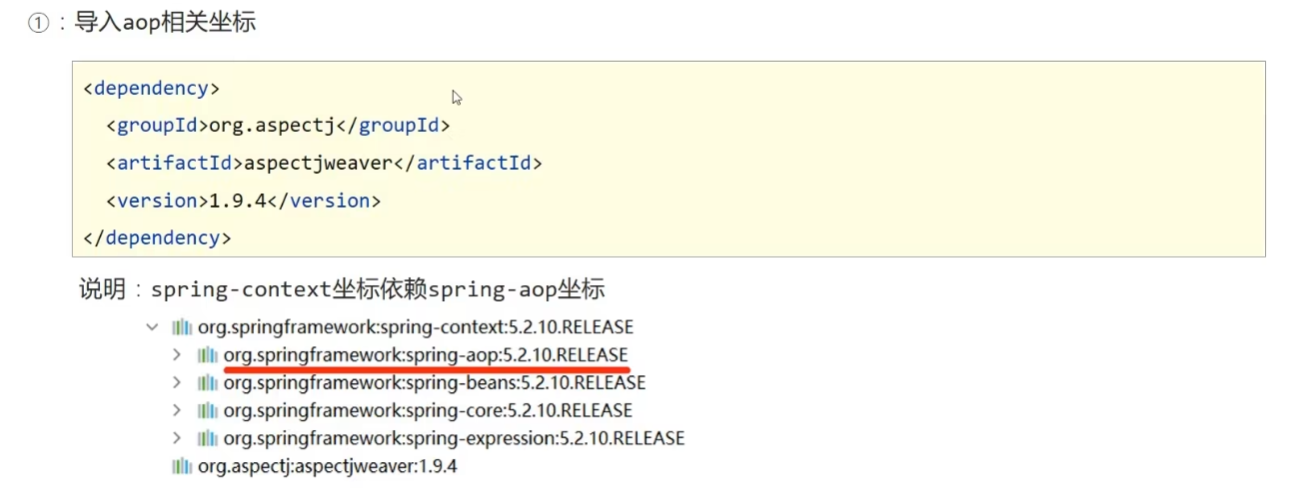 ①：导入aop相关坐标
<dependency>
<groupId>org.aspectj</groupId>
<artifactId>aspectjweaver</artifactId>
<version>1.9.4</version>
</dependency>
说明：spring-context坐标依赖spring-aop坐标
org.springframework:spring-context:5.2.10.RELEASE
org.springframework:spring-aop:5.2.10.RELEASE
org.springframework:spring-beans:5.2.10.RELEASE
org.springframework:spring-core:5.2.10.RELEASE
org.springframework:spring-expression:5.2.10.RELEASE
org.aspectj:aspectjweaver:1.9.4